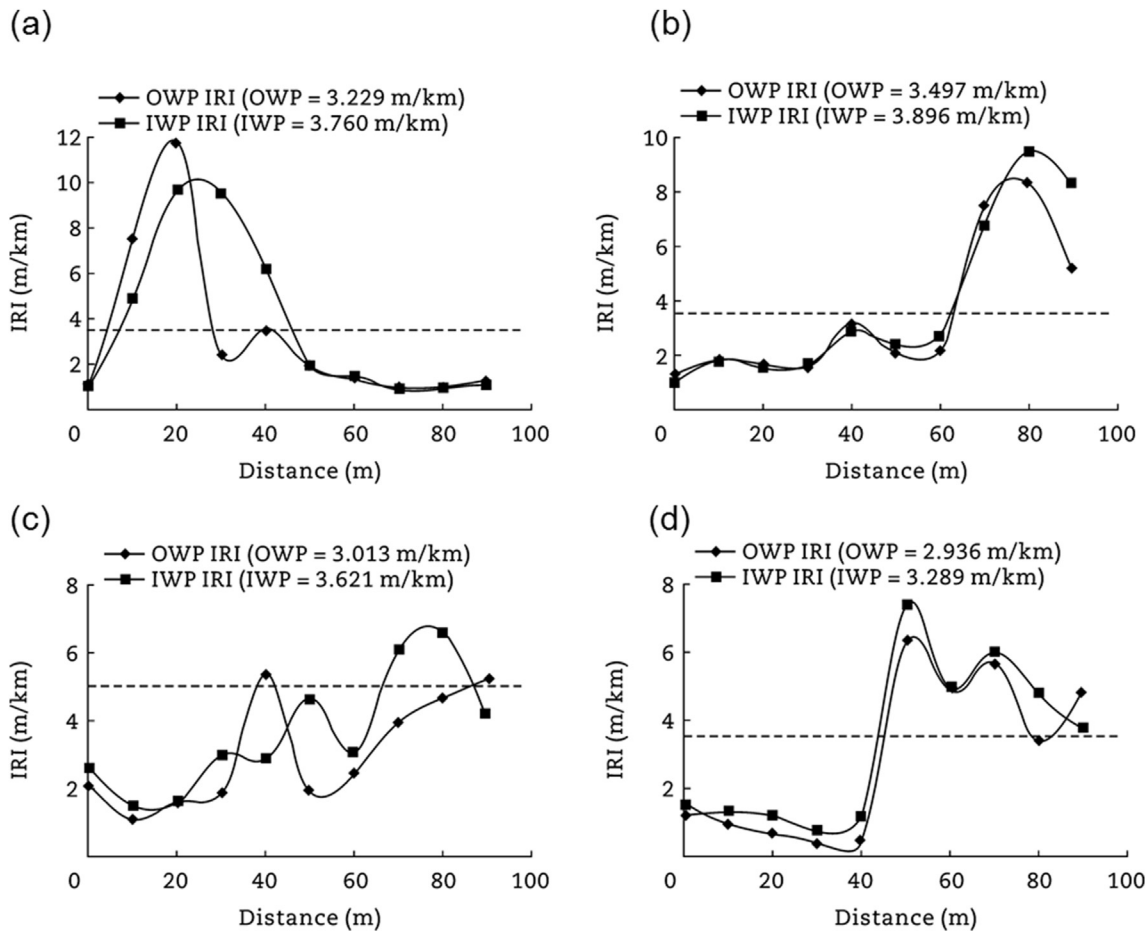 (a)
OWP IRI (OWP = 3.229 m/km)
IWP IRI (IWP = 3.760 m/km)
IRI (m/km)
12
10
8
6
4
2
0
20
40
60
80
100
Distance (m)
(b)
OWP IRI (OWP = 3.497 m/km)
IWP IRI (IWP = 3.896 m/km)
IRI (m/km)
10
8
6
4
2
0
20
40
60
80
100
Distance (m)
(c)
OWP IRI (OWP = 3.013 m/km)
IWP IRI (IWP = 3.621 m/km)
IRI (m/km)
8
6
4
2
0
20
40
60
80
100
Distance (m)
(d)
OWP IRI (OWP = 2.936 m/km)
IWP IRI (IWP = 3.289 m/km)
IRI (m/km)
8
6
4
2
0
20
40
60
80
100
Distance (m)